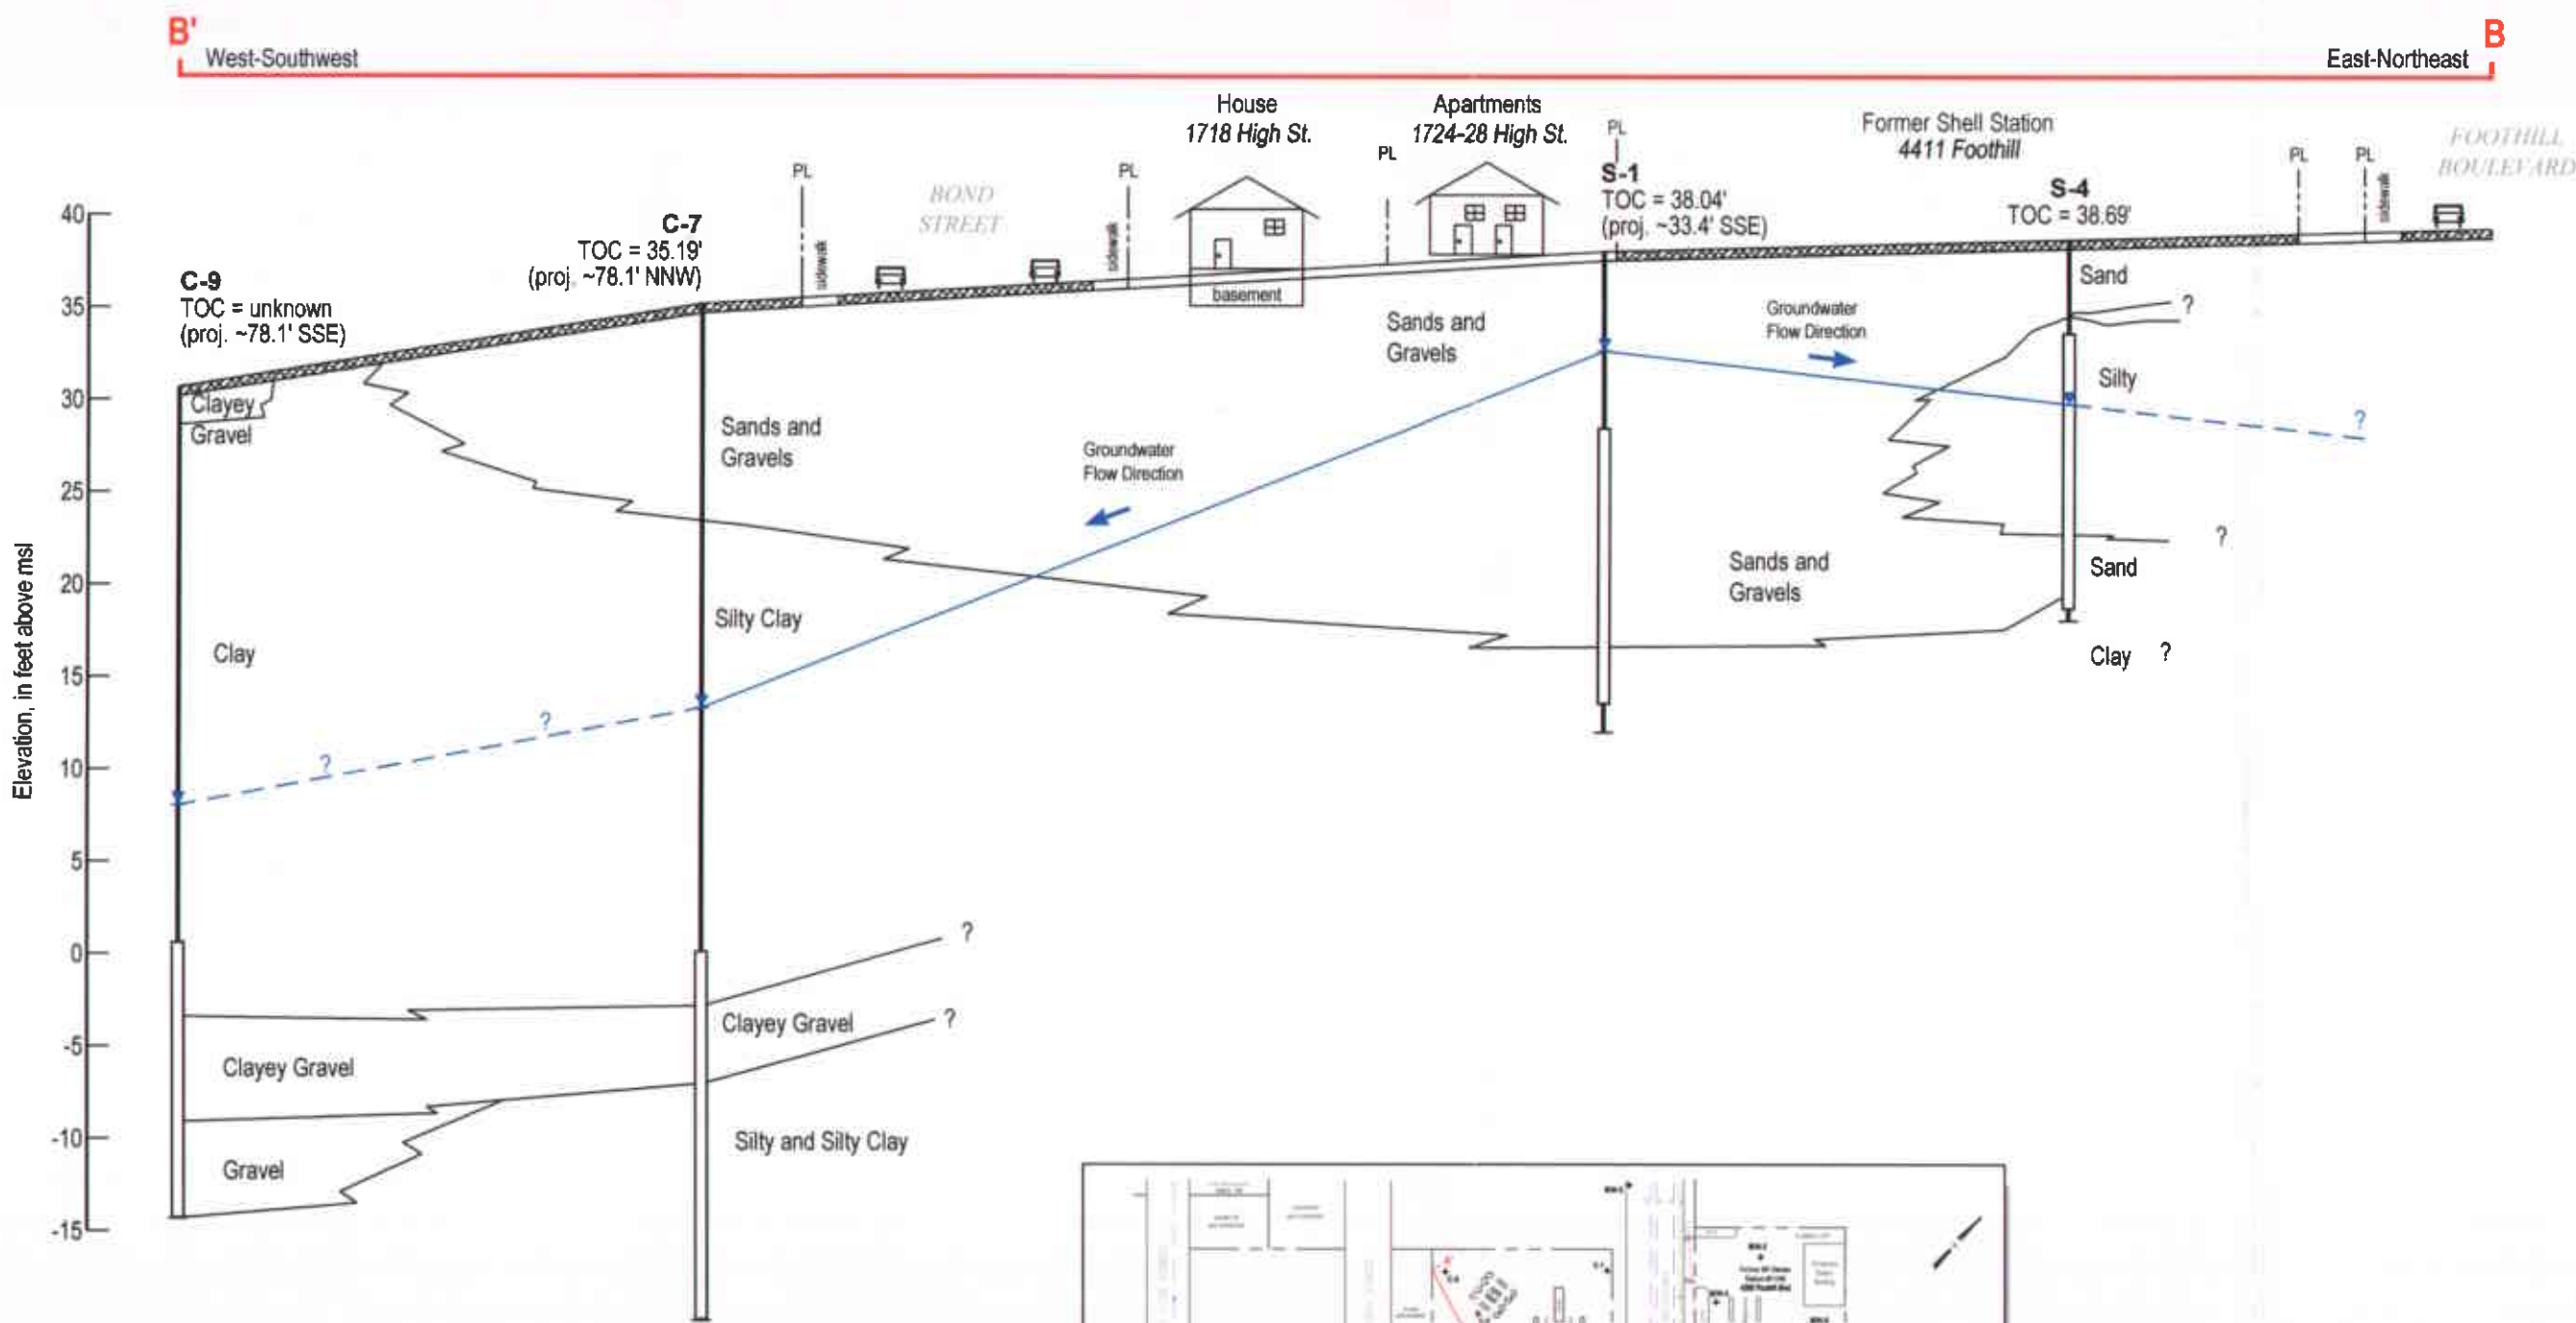 B'
B
West-Southwest
East-Northeast
House
1718 High St.
Apartments
1724-28 High St.
Former Shell Station
4411 Foothill
FOOTHILL
BOULEVARD
BOND
STREET
PL
PL
PL
PL
PL
PL
sidewalk
sidewalk
sidewalk
C-9
TOC = unknown
(proj. ~78.1' SSE)
C-7
TOC = 35.19'
(proj. ~78.1' NNW)
S-1
TOC = 38.04'
(proj. ~33.4' SSE)
S-4
TOC = 38.69'
basement
Elevation, in feet above msl
40
35
30
25
20
15
10
5
0
-5
-10
-15
Clayey
Gravel
Sands and
Gravels
Groundwater
Flow Direction
Sands and
Gravels
Groundwater
Flow Direction
Sand
?
Silty
?
?
Sand
Sands and
Gravels
Clay ?
Silty Clay
Clay
?
?
?
Clayey Gravel
?
Clayey Gravel
Silty and Silty Clay
Gravel